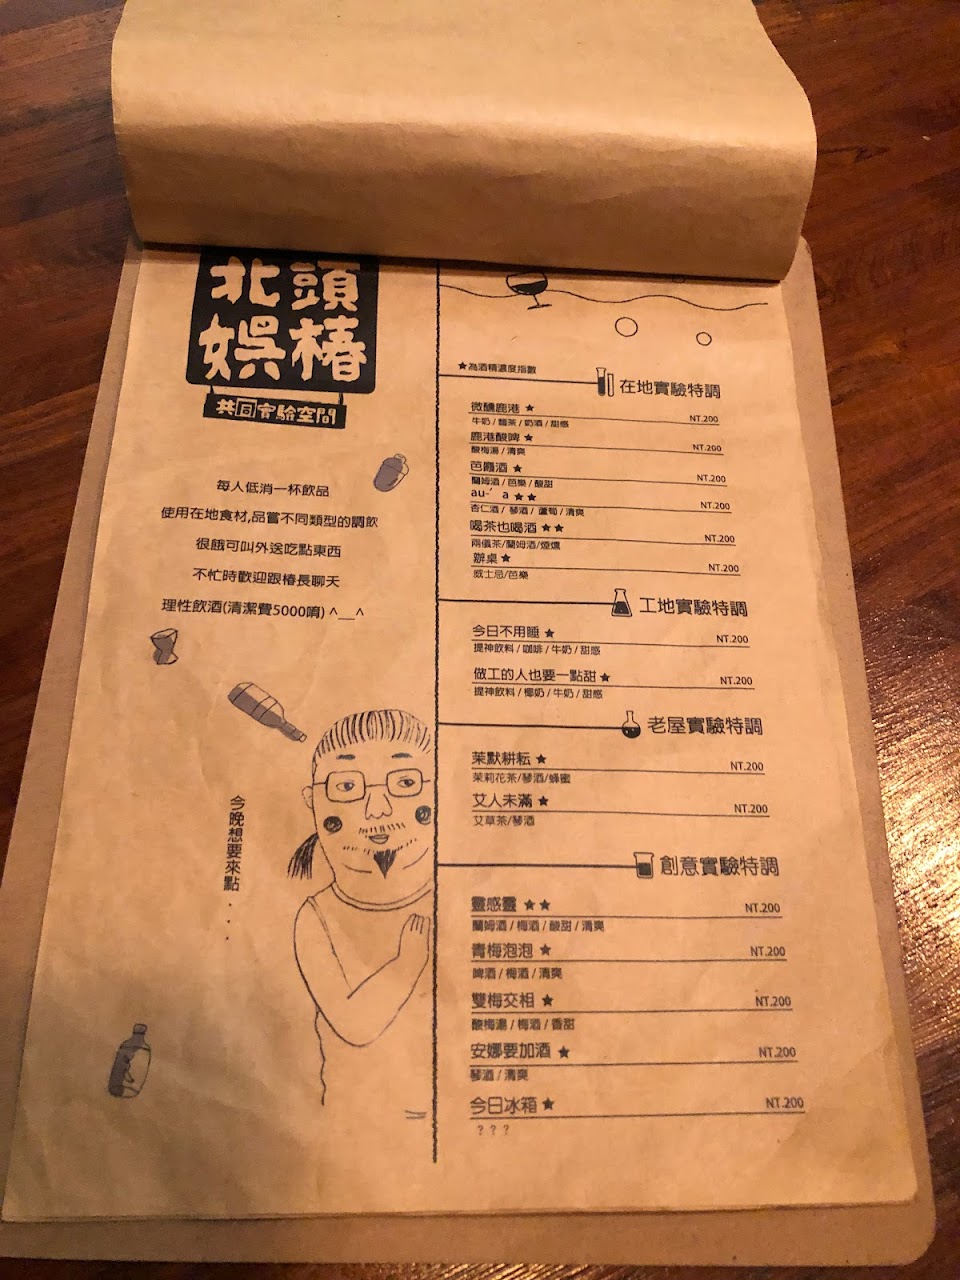 北頭
娛椿
共同實驗空間
每人低消一杯飲品
使用在地食材,品嘗不同類型的調飲
很餓可叫外送吃點東西
不忙時歡迎跟椿長聊天
理性飲酒(清潔費5000唷) ^__^
今晚想要來點...
★為酒精濃度指數
在地實驗特調
微醺鹿港 ★ NT.200
牛奶 / 麵茶 / 奶酒 / 甜感
鹿港酸啤 ★ NT.200
酸梅湯 / 清爽
芭隴酒 ★ NT.200
蘭姆酒 / 芭樂 / 酸甜
au-ˊ a ★★ NT.200
杏仁酒 / 琴酒 / 蘆筍 / 清爽
喝茶也喝酒 ★★ NT.200
兩儀茶/蘭姆酒/煙燻
辦桌 ★ NT.200
威士忌/芭樂
工地實驗特調
今日不用睡 ★ NT.200
提神飲料 / 咖啡 / 牛奶 / 甜感
做工的人也要一點甜 ★ NT.200
提神飲料 / 椰奶 / 牛奶 / 甜感
老屋實驗特調
茉默耕耘 ★ NT.200
茉莉花茶/琴酒/蜂蜜
艾人未滿 ★ NT.200
艾草茶/琴酒
創意實驗特調
靈感靈 ★★ NT.200
蘭姆酒 / 梅酒 / 酸甜 / 清爽
青梅泡泡 ★ NT.200
啤酒 / 梅酒 / 清爽
雙梅交相 ★ NT.200
酸梅湯 / 梅酒 / 香甜
安娜要加酒 ★ NT.200
琴酒 / 清爽
今日冰箱 ★ NT.200
? ? ?